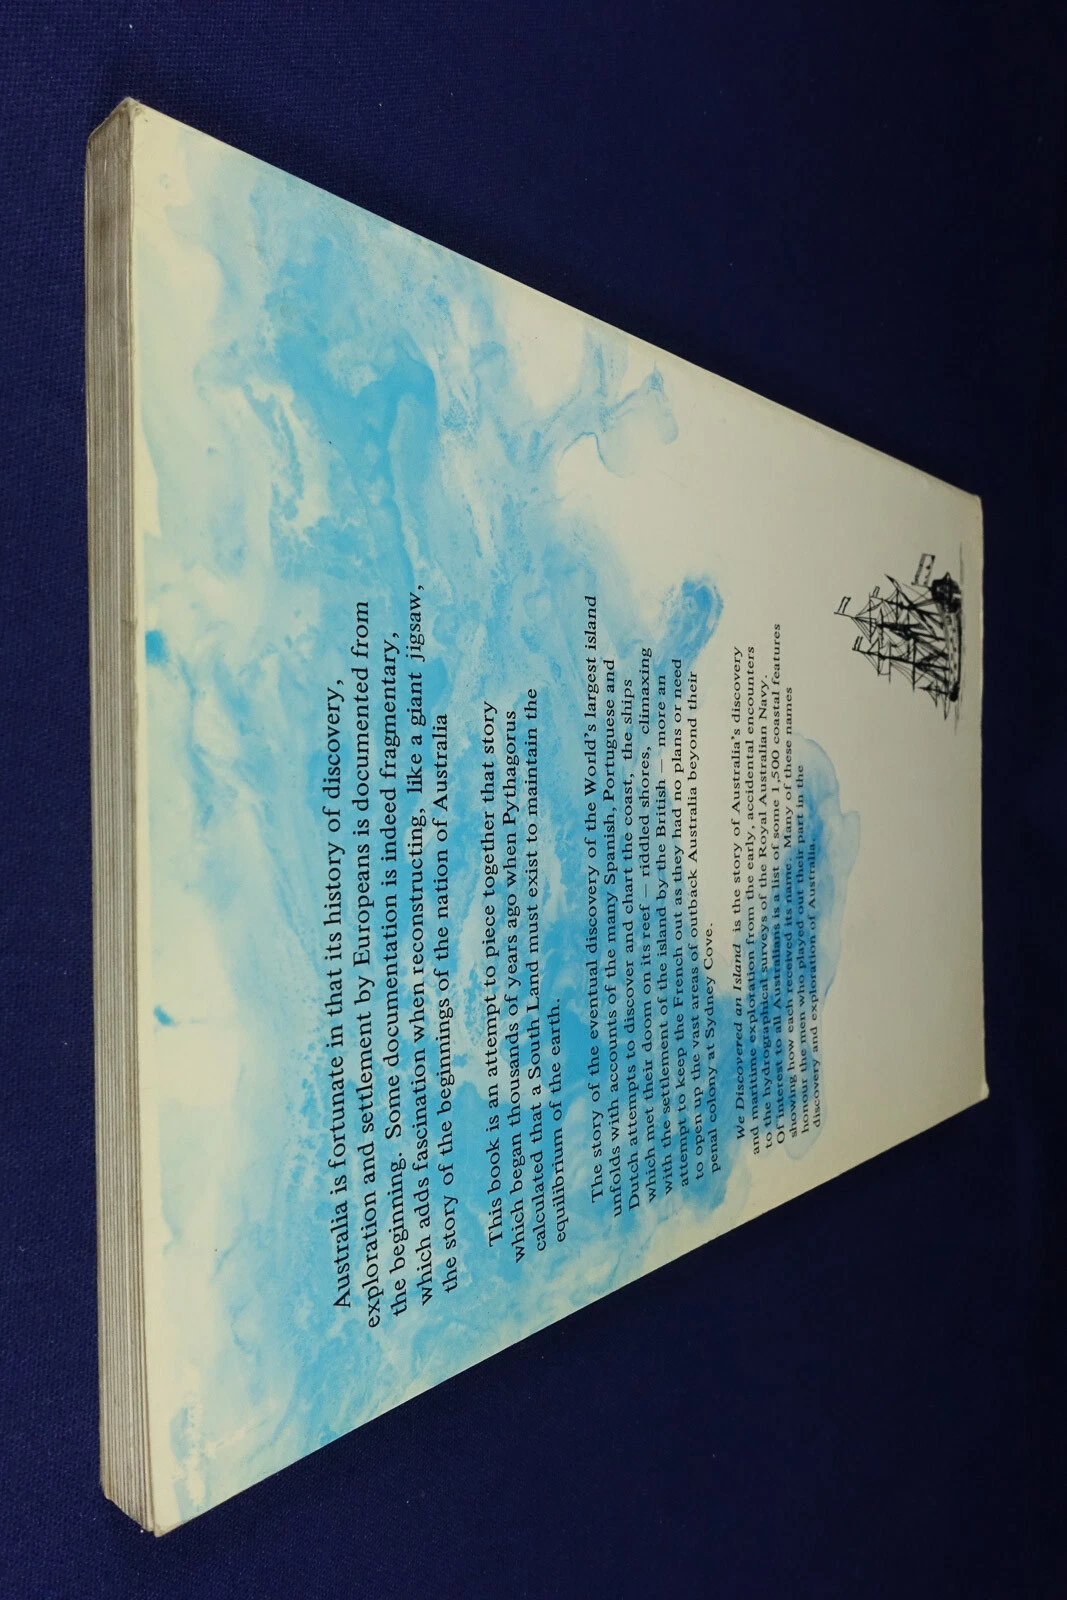 Australia is fortunate in that its history of discovery,
exploration and settlement by Europeans is documented from
the beginning. Some documentation is indeed fragmentary,
which adds fascination when reconstructing, like a giant jigsaw,
the story of the beginnings of the nation of Australia
This book is an attempt to piece together that story
which began thousands of years ago when Pythagorus
calculated that a South Land must exist to maintain the
equilibrium of the earth.
The story of the eventual discovery of the World's largest island
unfolds with accounts of the many Spanish, Portuguese and
Dutch attempts to discover and chart the coast, the ships
which met their doom on its reef – riddled shores, climaxing
with the settlement of the island by the British – more an
attempt to keep the French out as they had no plans or need
to open up the vast areas of outback Australia beyond their
penal colony at Sydney Cove.
We Discovered an Island is the story of Australia's discovery
and maritime exploration from the early, accidental encounters
to the hydrographical surveys of the Royal Australian Navy.
Of interest to all Australians is a list of some 1,500 coastal features
showing how each received its name. Many of these names
honour the men who played out their part in the
discovery and exploration of Australia.